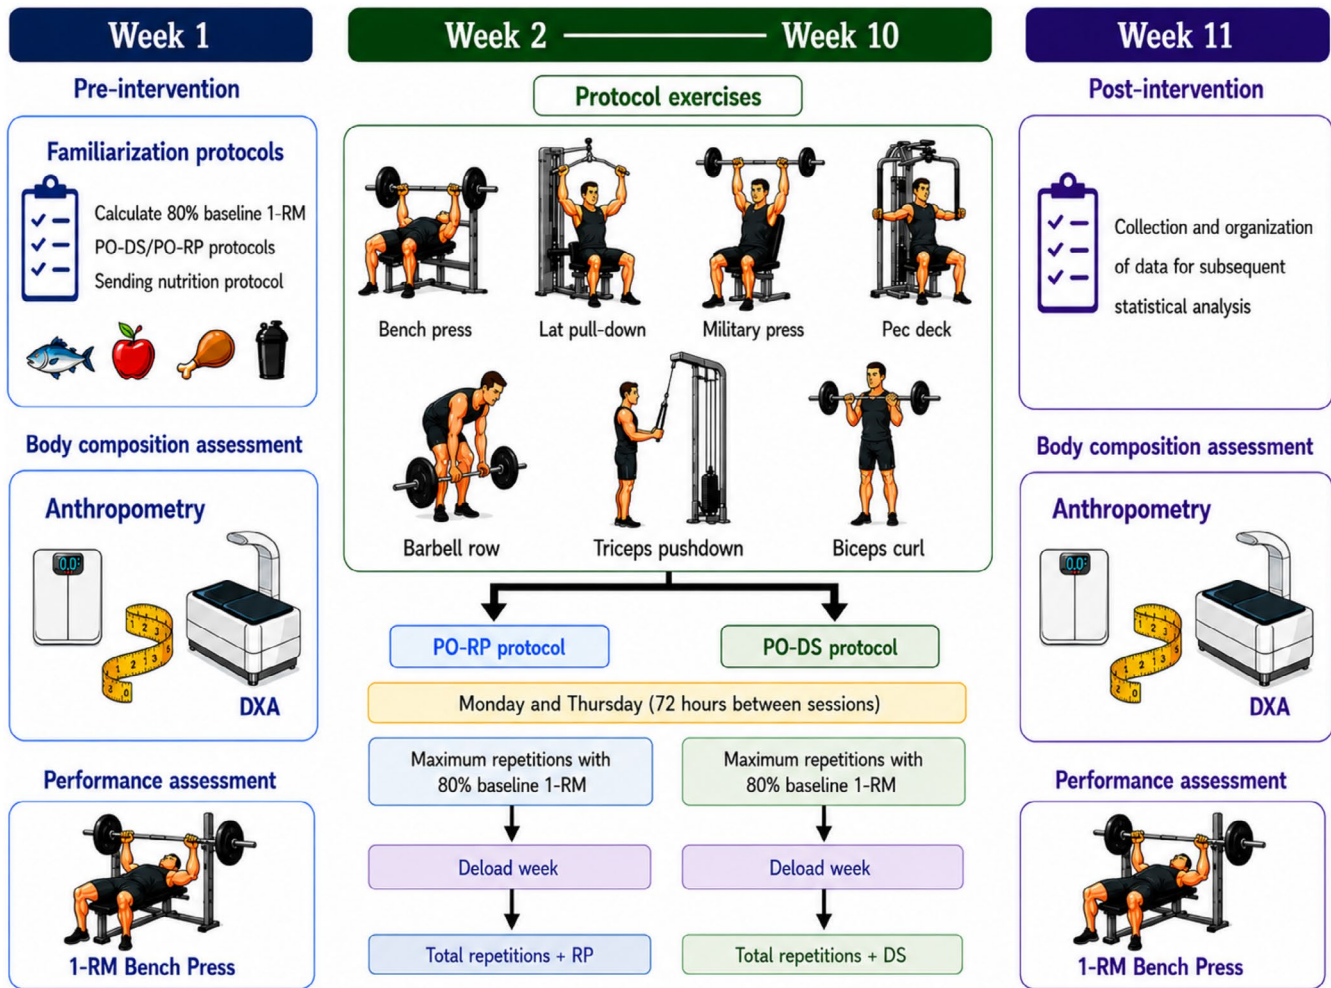 Week 1
Pre-intervention
Familiarization protocols
Calculate 80% baseline 1-RM
PO-DS/PO-RP protocols
Sending nutrition protocol
Body composition assessment
Anthropometry
0.0
DXA
Performance assessment
1-RM Bench Press
Week 2
Week 10
Protocol exercises
Bench press
Lat pull-down
Military press
Pec deck
Barbell row
Triceps pushdown
Biceps curl
PO-RP protocol
PO-DS protocol
Monday and Thursday (72 hours between sessions)
Maximum repetitions with
80% baseline 1-RM
Deload week
Total repetitions + RP
Maximum repetitions with
80% baseline 1-RM
Deload week
Total repetitions + DS
Week 11
Post-intervention
Collection and organization
of data for subsequent
statistical analysis
Body composition assessment
Anthropometry
0.0
DXA
Performance assessment
1-RM Bench Press